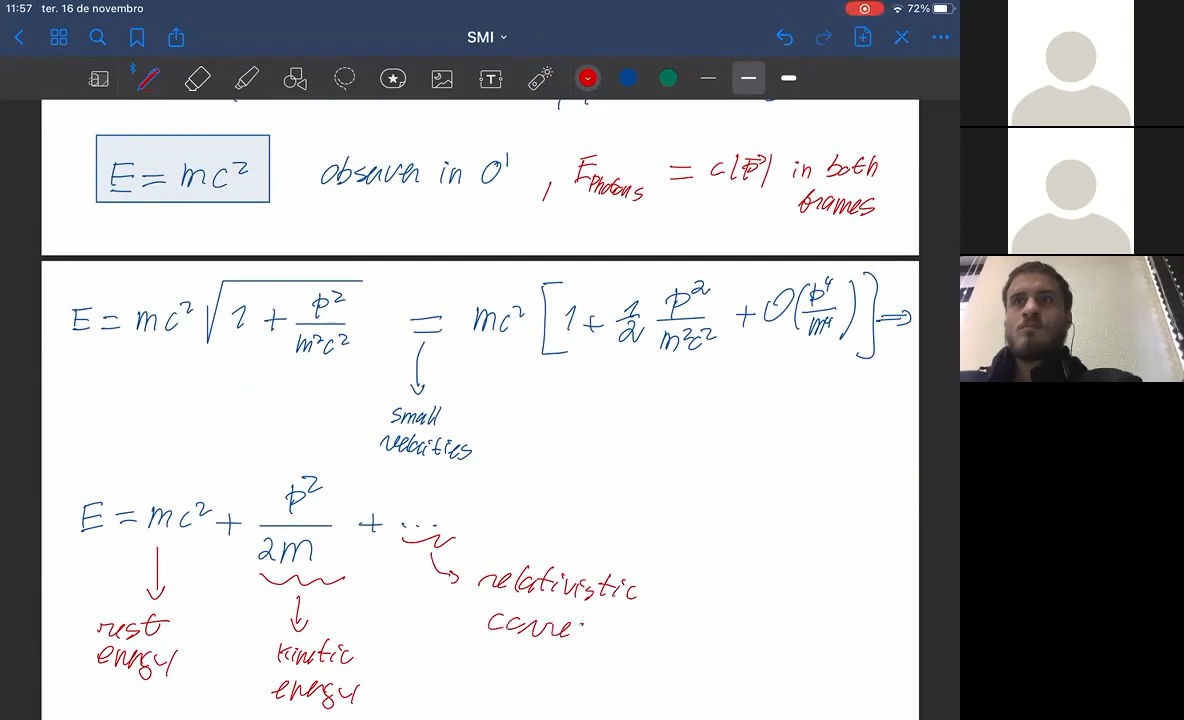 11:57 ter. 16 de novembro 72%
SMI
E = mc² observer in O' , E_Photons = c|p⃗| in both frames
E = mc² √(1 + p²/m²c²) = mc² [1 + 1/2 p²/m²c² + O(p⁴/m⁴)] ⇒
small
velocities
E = mc² + p²/2m + ...
relativistic
corre
rest
energy
kinetic
energy